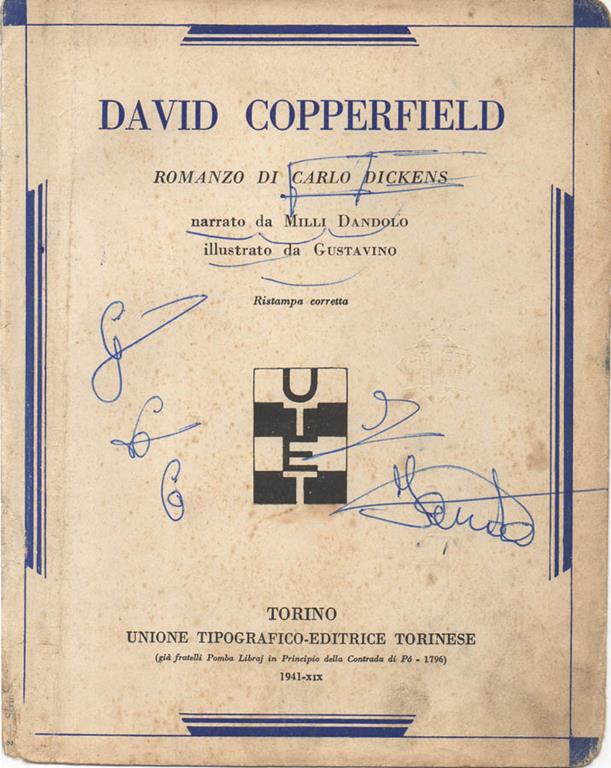 DAVID COPPERFIELD
ROMANZO DI CARLO DICKENS
narrato da MILLI DANDOLO
illustrato da GUSTAVINO
Ristampa corretta
UTET
TORINO
UNIONE TIPOGRAFICO-EDITRICE TORINESE
(già fratelli Pomba Libraj in Principio della Contrada di Pò - 1796)
1941-XIX